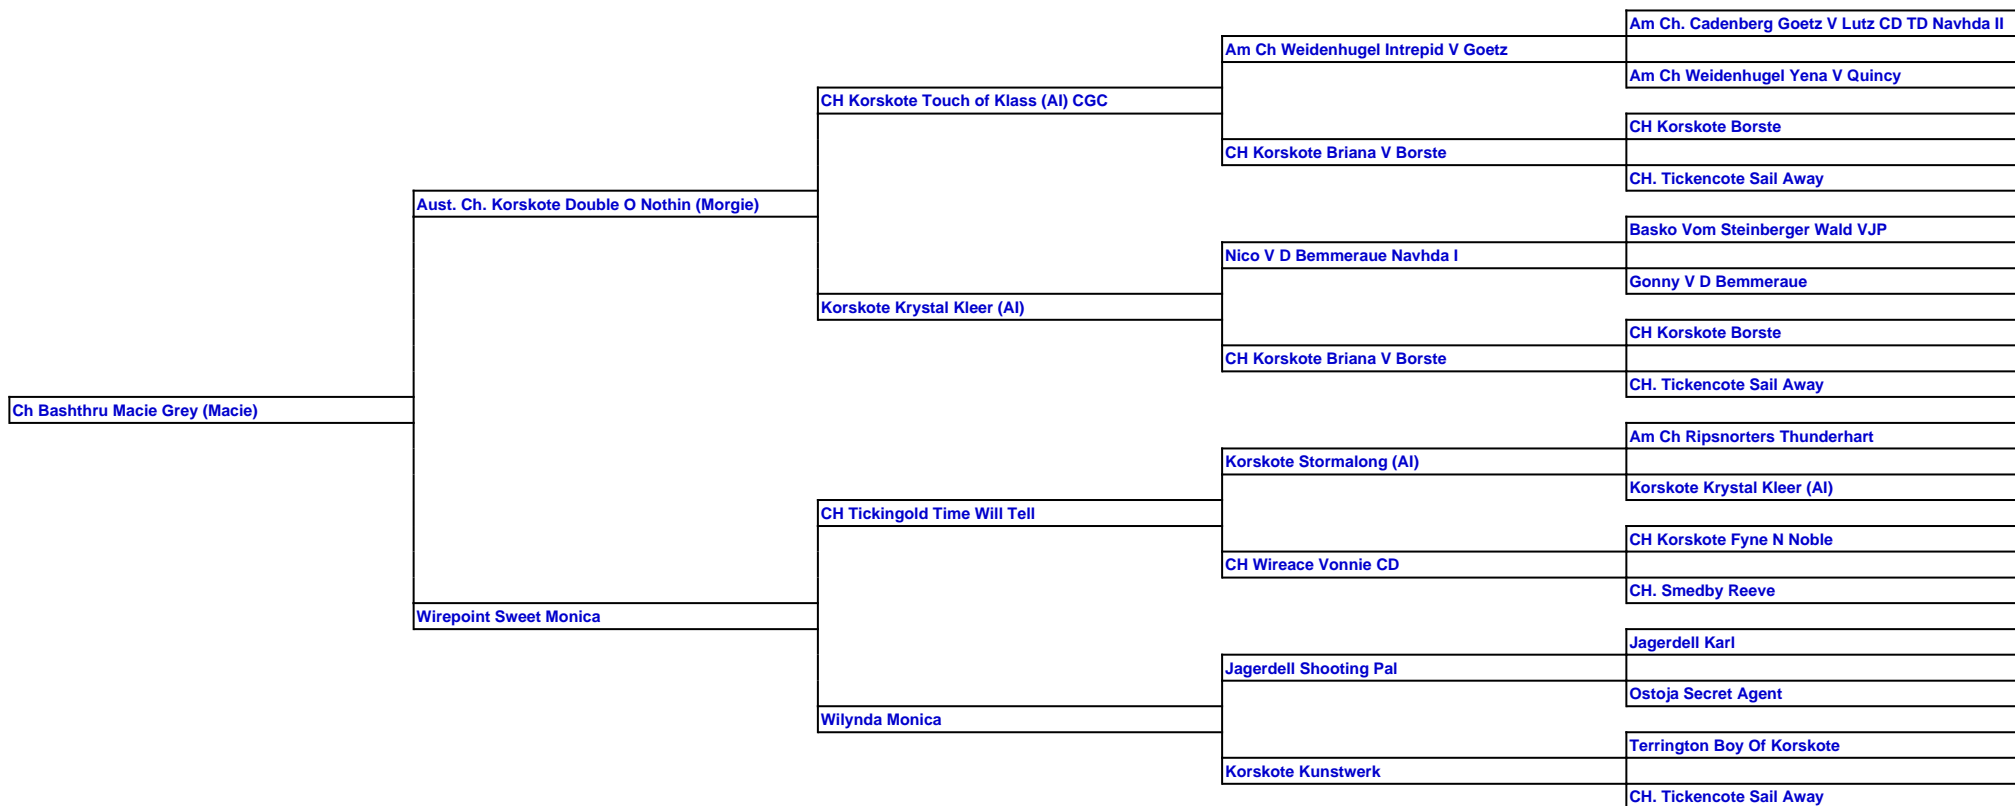 Am Ch. Cadenberg Goetz V Lutz CD TD Navhda II
Am Ch Weidenhugel Intrepid V Goetz
Am Ch Weidenhugel Yena V Quincy
CH Korskote Touch of Klass (AI) CGC
CH Korskote Borste
CH Korskote Briana V Borste
CH. Tickencote Sail Away
Aust. Ch. Korskote Double O Nothin (Morgie)
Basko Vom Steinberger Wald VJP
Nico V D Bemmeraue Navhda I
Gonny V D Bemmeraue
Korskote Krystal Kleer (AI)
CH Korskote Borste
CH Korskote Briana V Borste
CH. Tickencote Sail Away
Ch Bashthru Macie Grey (Macie)
Am Ch Ripsnorters Thunderhart
Korskote Stormalong (AI)
Korskote Krystal Kleer (AI)
CH Tickingold Time Will Tell
CH Korskote Fyne N Noble
CH Wireace Vonnie CD
CH. Smedby Reeve
Wirepoint Sweet Monica
Jagerdell Karl
Jagerdell Shooting Pal
Ostoja Secret Agent
Wilynda Monica
Terrington Boy Of Korskote
Korskote Kunstwerk
CH. Tickencote Sail Away